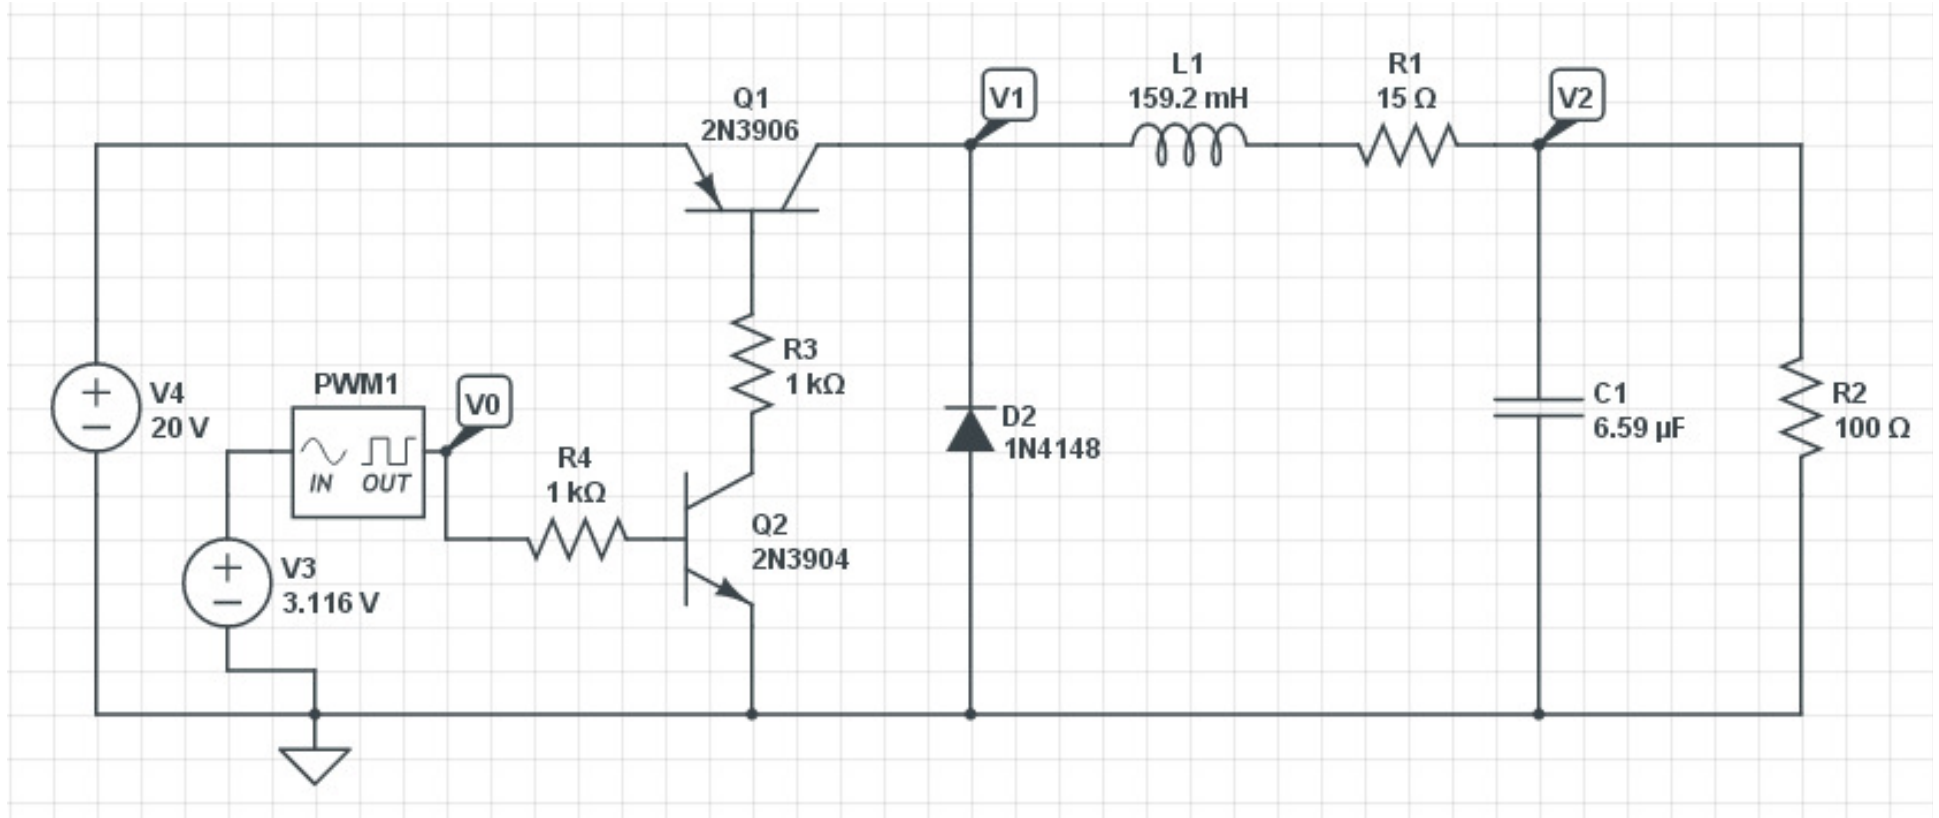 L1
159.2 mH
R1
15 Ω
V1
V2
Q1
2N3906
R3
1 kΩ
V4
20 V
PWM1
V0
IN
OUT
R4
1 kΩ
D2
1N4148
C1
6.59 µF
R2
100 Ω
Q2
2N3904
V3
3.116 V